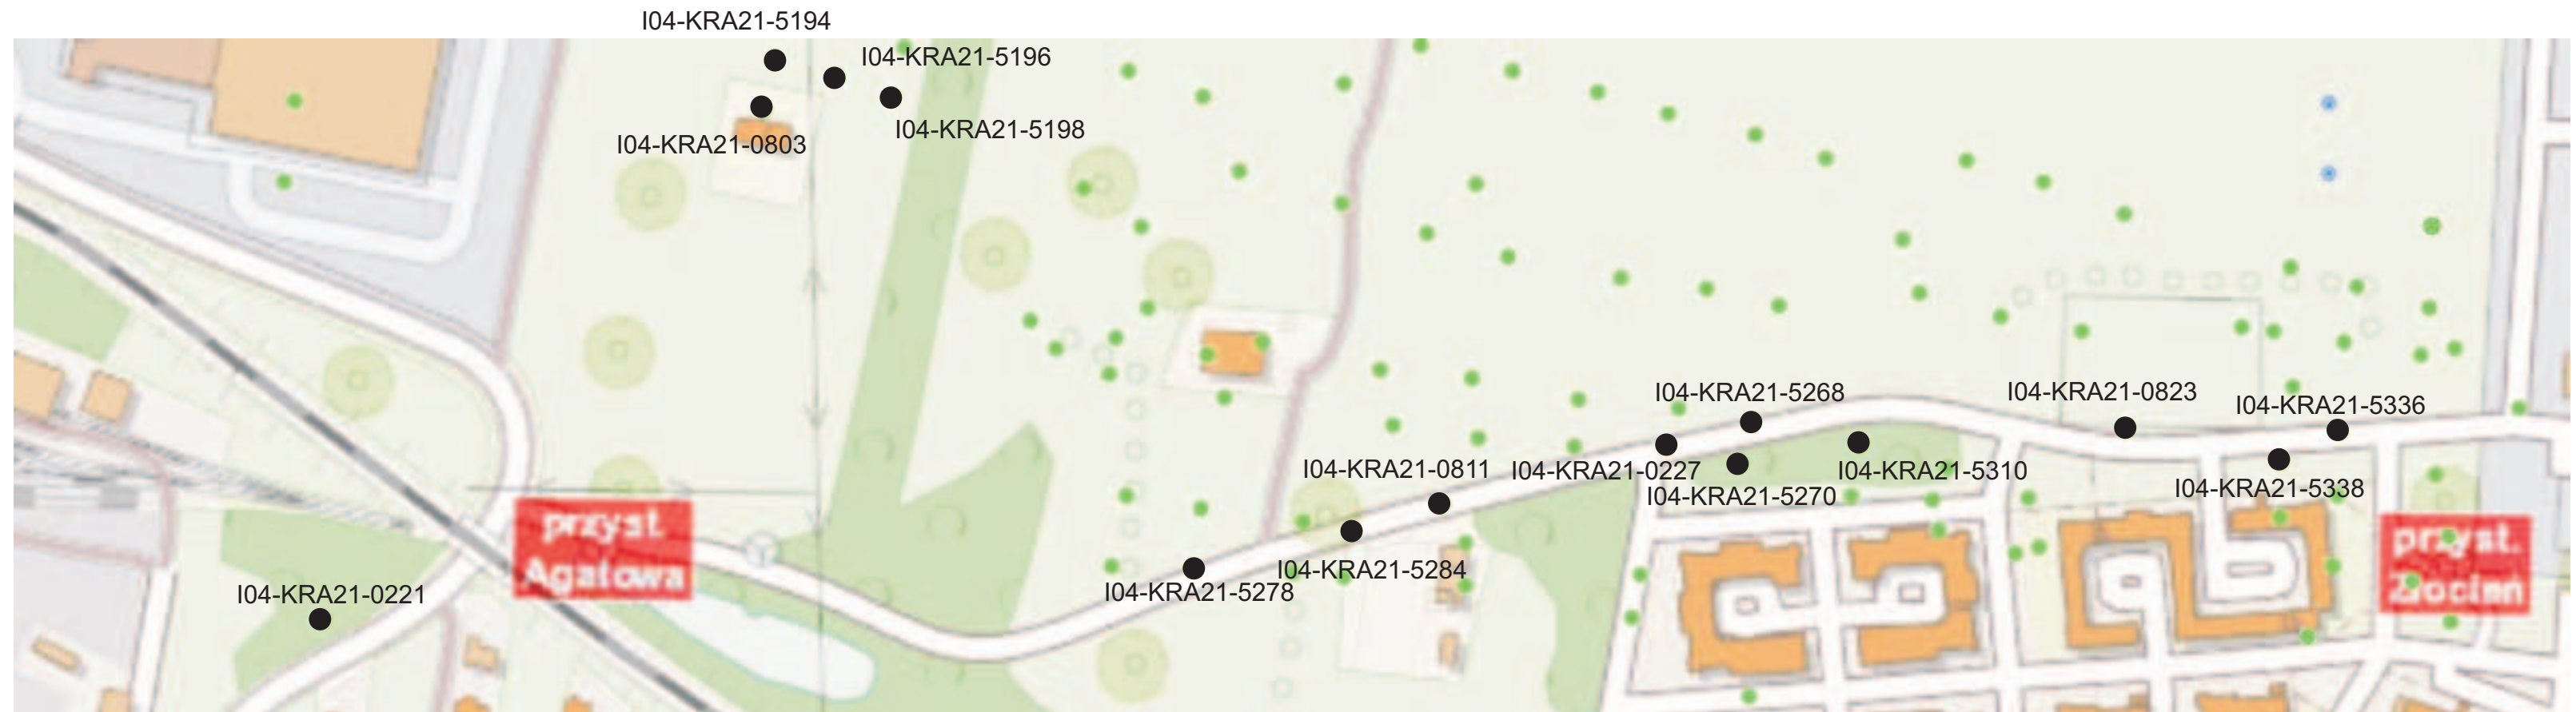 I04-KRA21-5194
I04-KRA21-5196
I04-KRA21-5198
I04-KRA21-0803
I04-KRA21-5268
I04-KRA21-0823
I04-KRA21-5336
I04-KRA21-0811
I04-KRA21-0227
I04-KRA21-5310
I04-KRA21-5270
I04-KRA21-5338
przyst.
Agatowa
przyst.
Złocień
I04-KRA21-5284
I04-KRA21-5278
I04-KRA21-0221